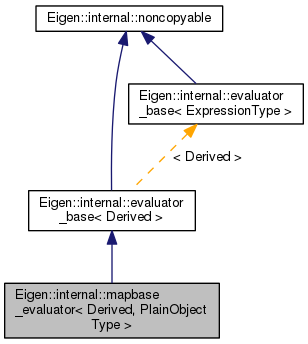 Eigen::internal::noncopyable
Eigen::internal::evaluator
_base< ExpressionType >
< Derived >
Eigen::internal::evaluator
_base< Derived >
Eigen::internal::mapbase
_evaluator< Derived, PlainObject
Type >